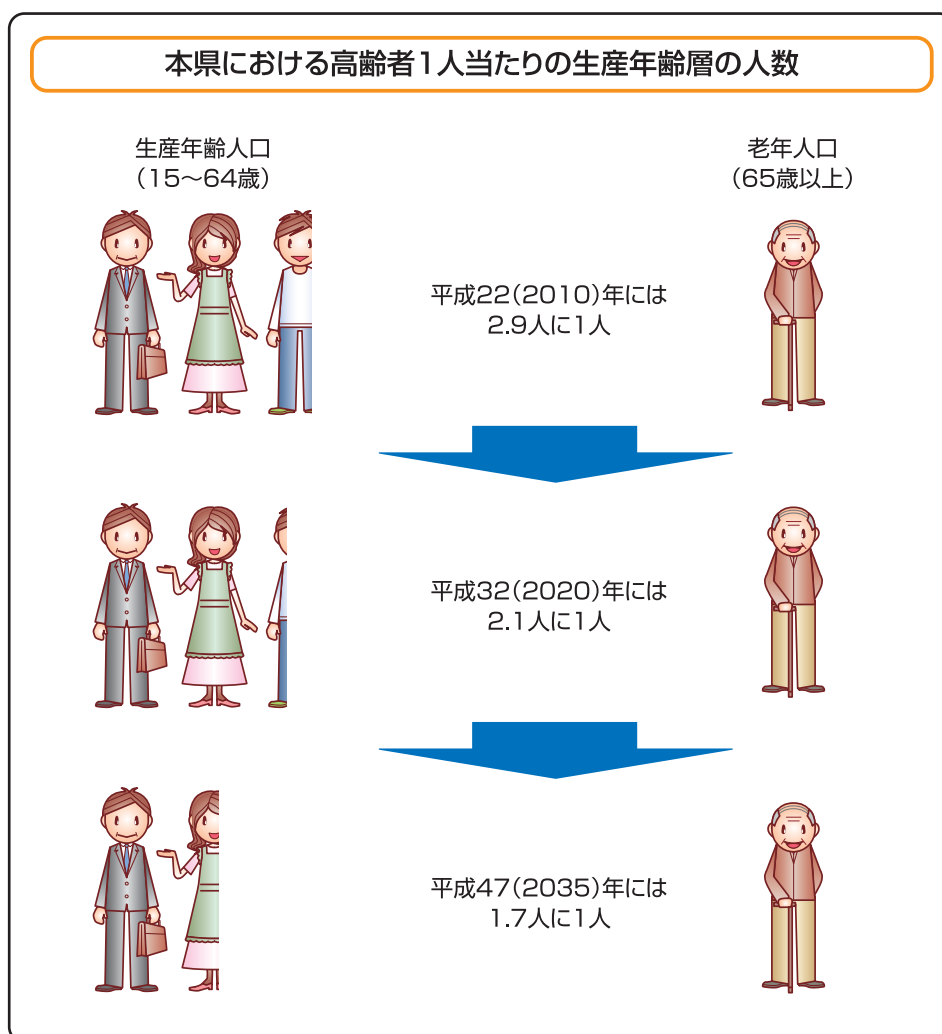 本県における高齢者1人当たりの生産年齢層の人数
生産年齢人口
（15〜64歳）
老年人口
（65歳以上）
平成22（2010）年には
2.9人に1人
平成32（2020）年には
2.1人に1人
平成47（2035）年には
1.7人に1人